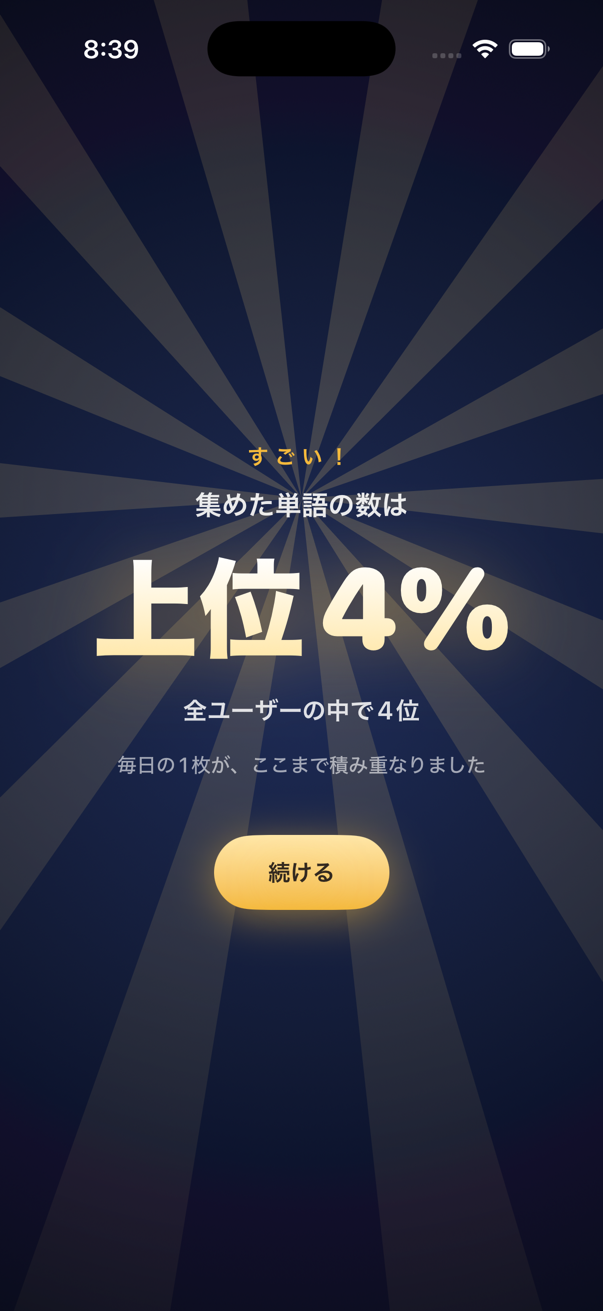 8:39
すごい！
集めた単語の数は
上位4%
全ユーザーの中で4位
毎日の1枚が、ここまで積み重なりました
続ける